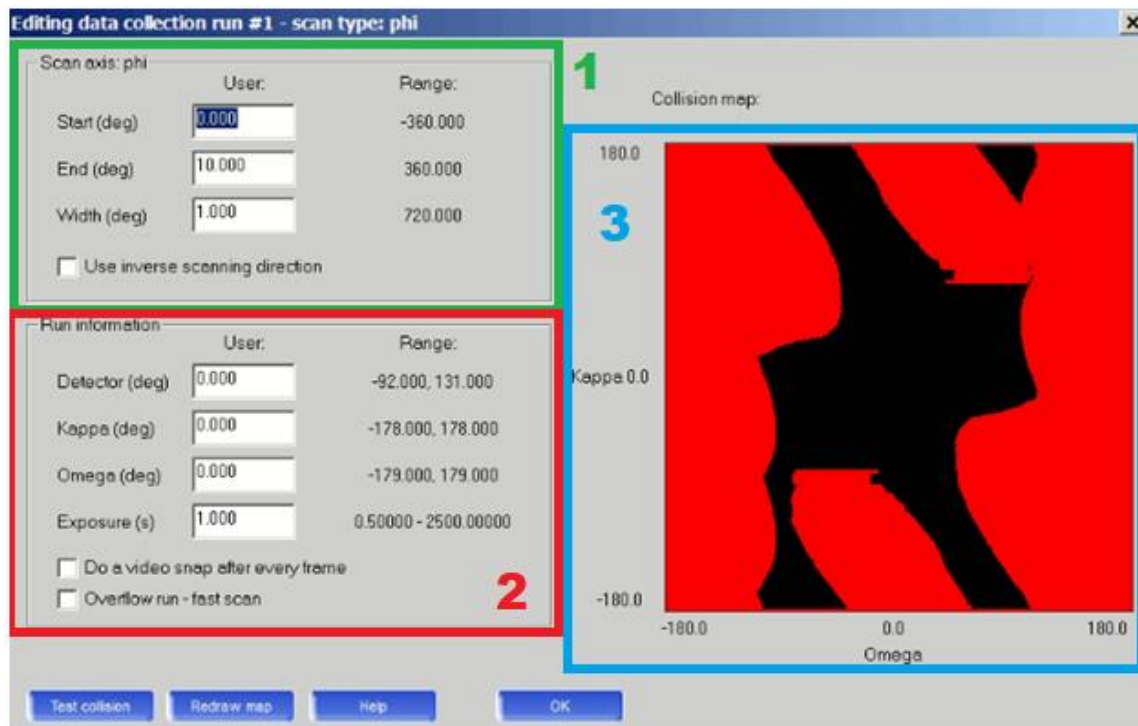 Editing data collection run #1 - scan type: phi
1
Scan axis: phi
User: Range:
Start (deg) 0.000 -360.000
End (deg) 10.000 360.000
Width (deg) 1.000 720.000
Use inverse scanning direction
Run information
User: Range:
Detector (deg) 0.000 -92.000, 131.000
Kappa (deg) 0.000 -178.000, 178.000
Omega (deg) 0.000 -179.000, 179.000
Exposure (s) 1.000 0.50000 - 2500.00000
Do a video snap after every frame
Overflow run - fast scan
2
Collision map:
180.0
3
Kappa 0.0
-180.0
-180.0 0.0 180.0
Omega
Test collision Redraw map Help OK